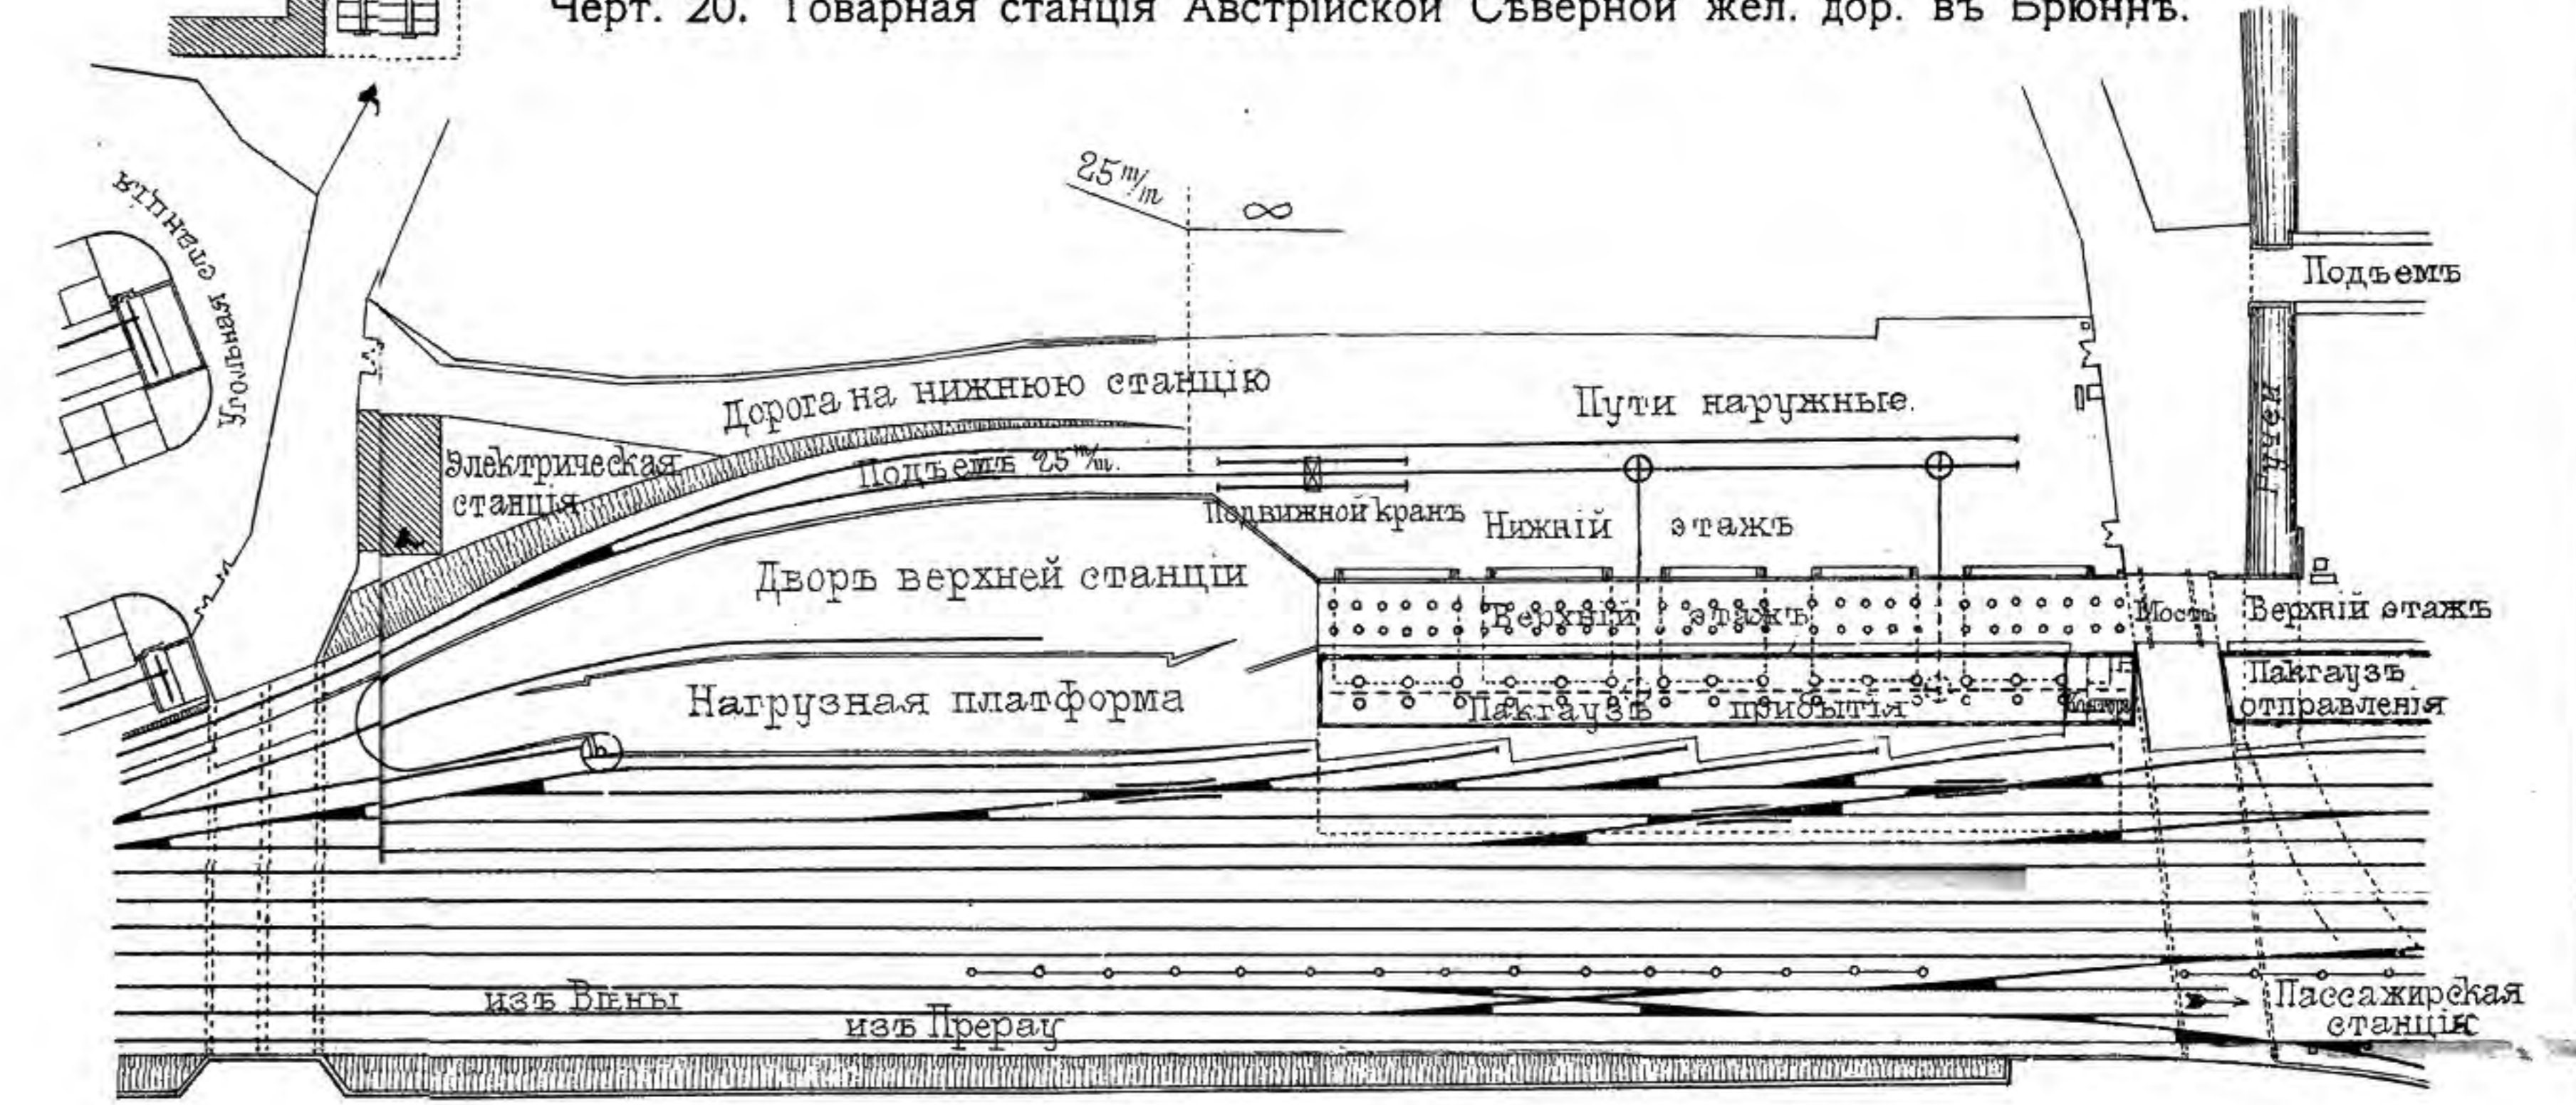 Черт. 20. Товарная станція Австрійской Сѣверной жел. дор. въ Брюннѣ.
25 m/m
∞
Угольная станція
Подъемъ
Дорога на нижнюю станцію
Пути наружные.
Ручей
Электрическая
станція
Подъемъ 25 m/m.
Подвижной кранъ
Нижній этажъ
Дворъ верхней станціи
Верхній этажъ
Мостъ
Верхній этажъ
Нагрузная платформа
Пакгаузъ прибытія
Контора
Пакгаузъ
отправленія
изъ Вѣны
изъ Прерау
Пассажирская
станція